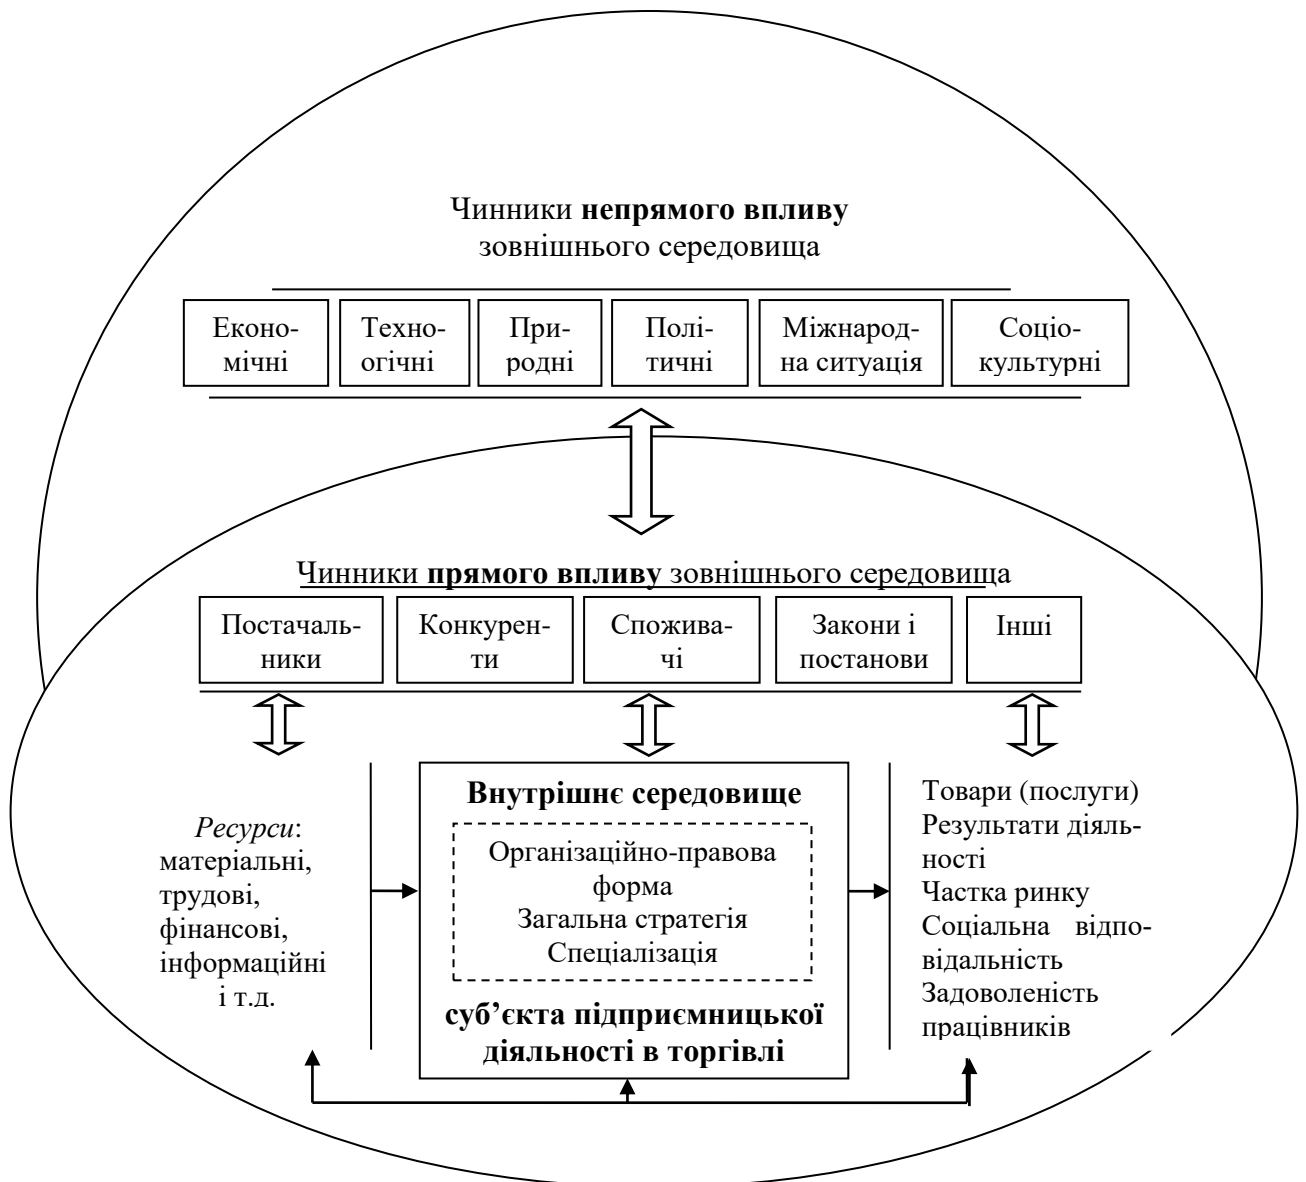 Чинники непрямого впливу
зовнішнього середовища
Еконо-
мічні
Техно-
огічні
При-
родні
Полі-
тичні
Міжнарод-
на ситуація
Соціо-
культурні
Чинники прямого впливу зовнішнього середовища
Постачаль-
ники
Конкурен-
ти
Спожива-
чі
Закони і
постанови
Інші
Ресурси:
матеріальні,
трудові,
фінансові,
інформаційні
і т.д.
Внутрішнє середовище
Організаційно-правова
форма
Загальна стратегія
Спеціалізація
суб’єкта підприємницької
діяльності в торгівлі
Товари (послуги)
Результати діяль-
ності
Частка ринку
Соціальна відпо-
відальність
Задоволеність
працівників